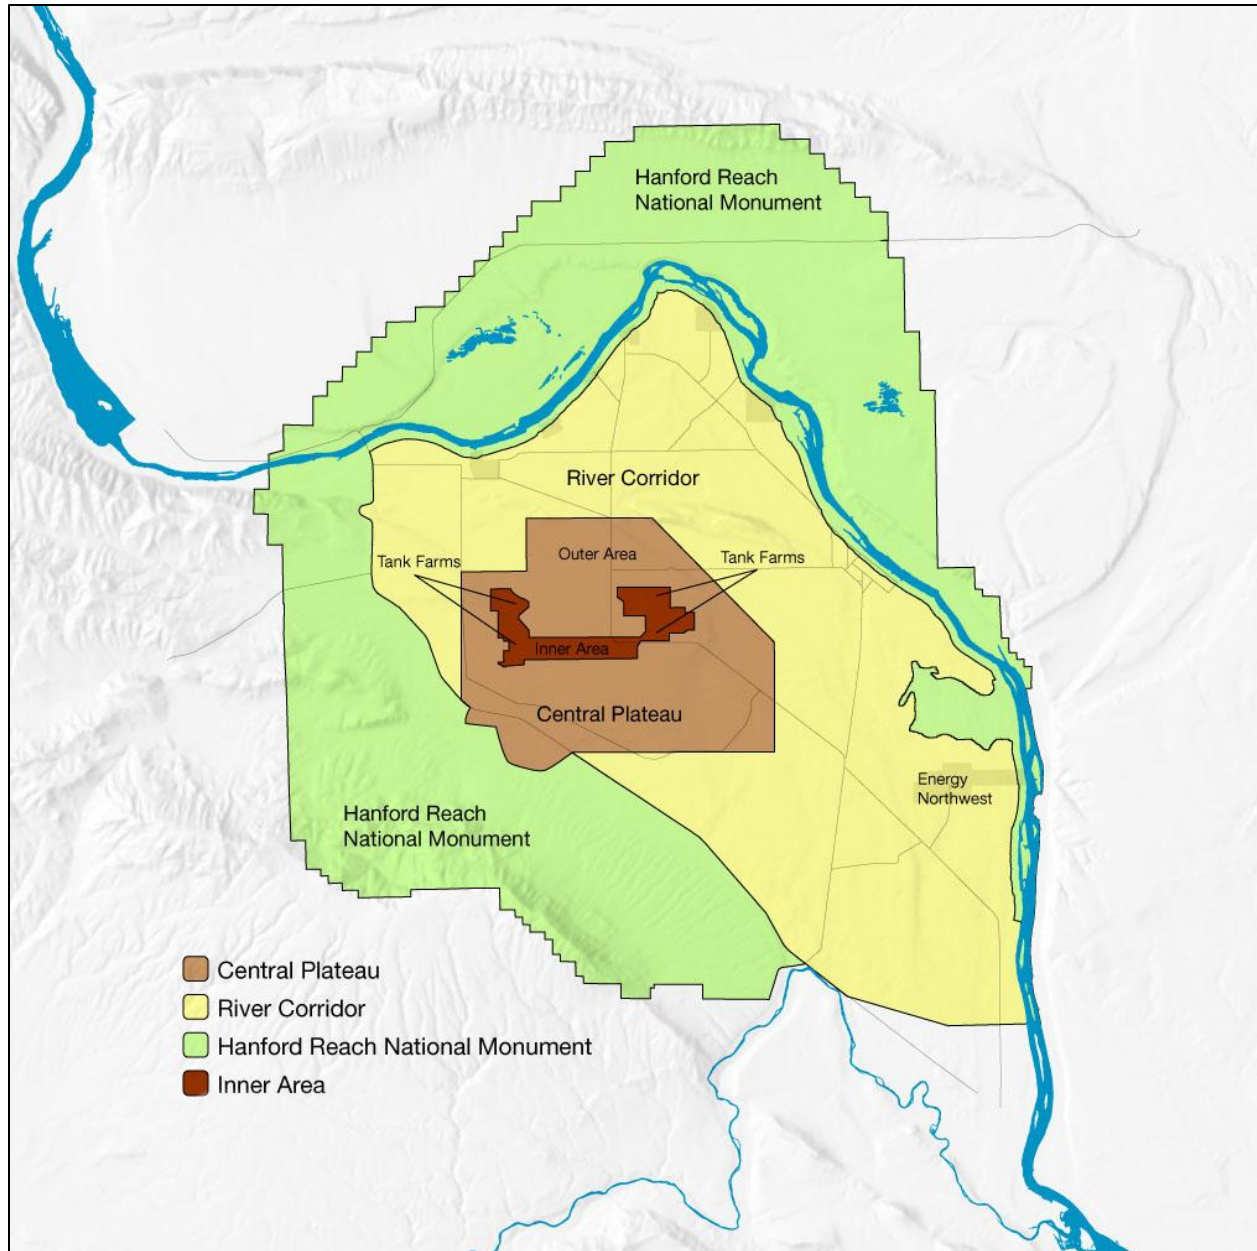 Hanford Reach
National Monument
River Corridor
Outer Area
Tank Farms
Tank Farms
Inner Area
Central Plateau
Energy
Northwest
Hanford Reach
National Monument
Central Plateau
River Corridor
Hanford Reach National Monument
Inner Area